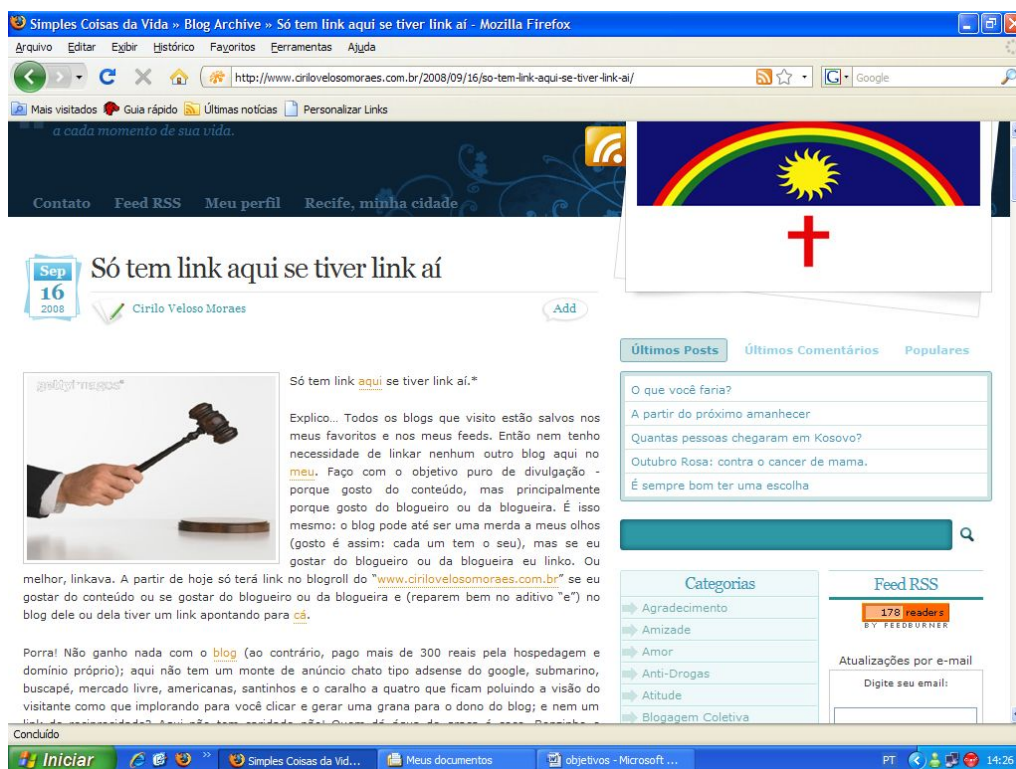 Simples Coisas da Vida » Blog Archive » Só tem link aqui se tiver link aí - Mozilla Firefox
Arquivo Editar Exibir Histórico Favoritos Ferramentas Ajuda
http://www.cirilovelosomoraes.com.br/2008/09/16/so-tem-link-aqui-se-tiver-link-ai/
G Google
Mais visitados Guia rápido Últimas notícias Personalizar Links
a cada momento de sua vida.
Contato Feed RSS Meu perfil Recife, minha cidade
Sep
16
2008
Só tem link aqui se tiver link aí
Cirilo Veloso Moraes
Add
gettyimages®
Só tem link aqui se tiver link aí.*
Explico... Todos os blogs que visito estão salvos nos
meus favoritos e nos meus feeds. Então nem tenho
necessidade de linkar nenhum outro blog aqui no
meu. Faço com o objetivo puro de divulgação -
porque gosto do conteúdo, mas principalmente
porque gosto do blogueiro ou da blogueira. É isso
mesmo: o blog pode até ser uma merda a meus olhos
(gosto é assim: cada um tem o seu), mas se eu
gostar do blogueiro ou da blogueira eu linko. Ou
melhor, linkava. A partir de hoje só terá link no blogroll do “www.cirilovelosomoraes.com.br” se eu
gostar do conteúdo ou se gostar do blogueiro ou da blogueira e (reparem bem no aditivo “e”) no
blog dele ou dela tiver um link apontando para cá.
Porra! Não ganho nada com o blog (ao contrário, pago mais de 300 reais pela hospedagem e
domínio próprio); aqui não tem um monte de anúncio chato tipo adsense do google, submarino,
buscapé, mercado livre, americanas, santinhos e o caralho a quatro que ficam poluindo a visão do
visitante como que implorando para você clicar e gerar uma grana para o dono do blog; e nem um
Últimos Posts Últimos Comentários Populares
O que você faria?
A partir do próximo amanhecer
Quantas pessoas chegaram em Kosovo?
Outubro Rosa: contra o cancer de mama.
É sempre bom ter uma escolha
Categorias
Agradecimento
Amizade
Amor
Anti-Drogas
Atitude
Blogagem Coletiva
Feed RSS
178 readers
BY FEEDBURNER
Atualizações por e-mail
Digite seu email:
Concluído
Iniciar
Simples Coisas da Vid...
Meus documentos
objetivos - Microsoft ...
PT
14:26